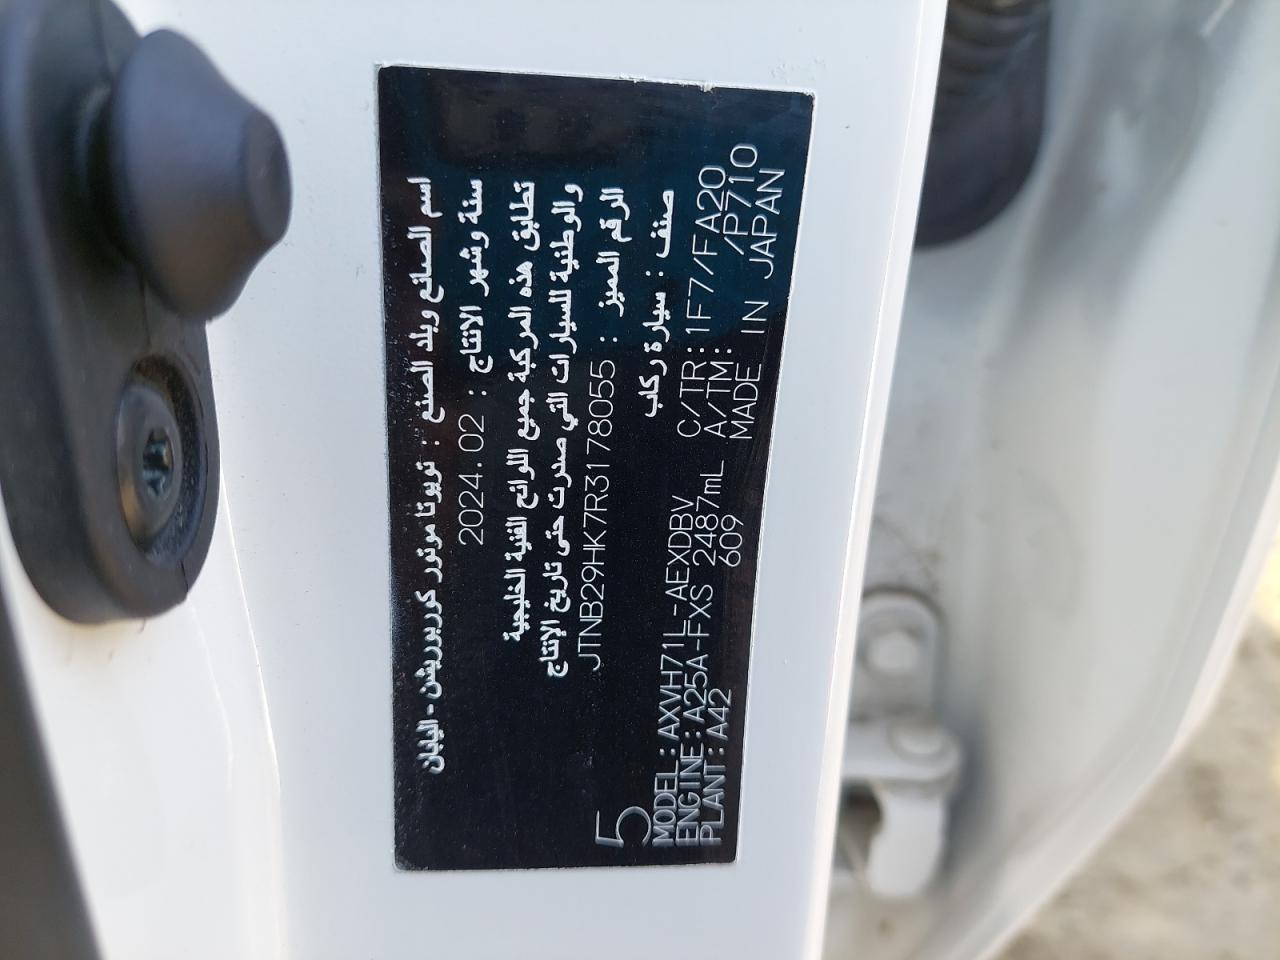 اسم الصانع وبلد الصنع : تويوتا موتور كوربوريشن - اليابان
سنة وشهر الانتاج : 2024.02
تطابق هذه المركبة جميع اللوائح الفنية الخليجية
والوطنية للسيارات التي صدرت حتى تاريخ الإنتاج
الرقم المميز : JTNB29HK7R3178055
صنف : سيارة ركاب
5
MODEL:AXVH71L-AEXDBV C/TR:1F7/FA20
ENGINE:A25A-FXS 2487mL A/TM: /P710
PLANT:A42 609 MADE IN JAPAN